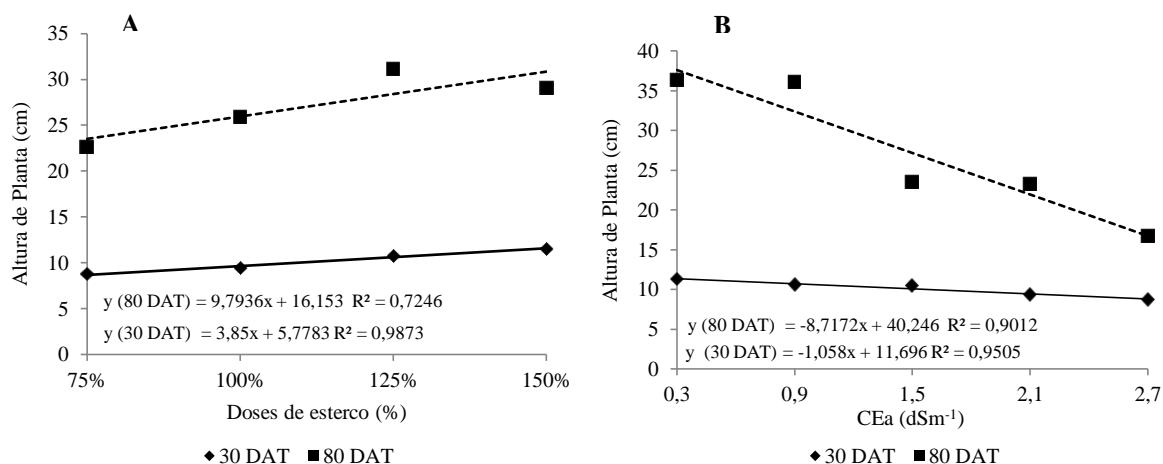 A
Altura de Planta (cm)
35
30
25
20
15
10
5
0
y (80 DAT) = 9,7936x + 16,153 R² = 0,7246
y (30 DAT) = 3,85x + 5,7783 R² = 0,9873
75% 100% 125% 150%
Doses de esterco (%)
30 DAT 80 DAT
B
Altura de Planta (cm)
40
35
30
25
20
15
10
5
0
y (80 DAT) = -8,7172x + 40,246 R² = 0,9012
y (30 DAT) = -1,058x + 11,696 R² = 0,9505
0,3 0,9 1,5 2,1 2,7
CEa (dSm⁻¹)
30 DAT 80 DAT